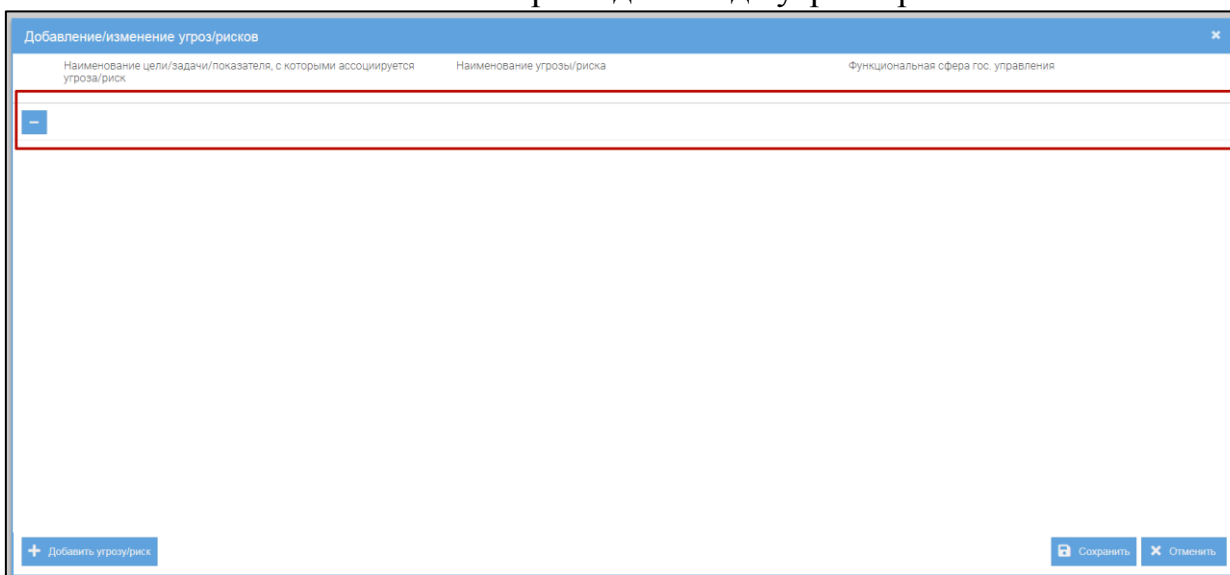 Добавление/изменение угроз/рисков
Наименование цели/задачи/показателя, с которыми ассоциируется Наименование угрозы/риска Функциональная сфера гос. управления
угроза/риск
Добавить угрозу/риск Сохранить Отменить